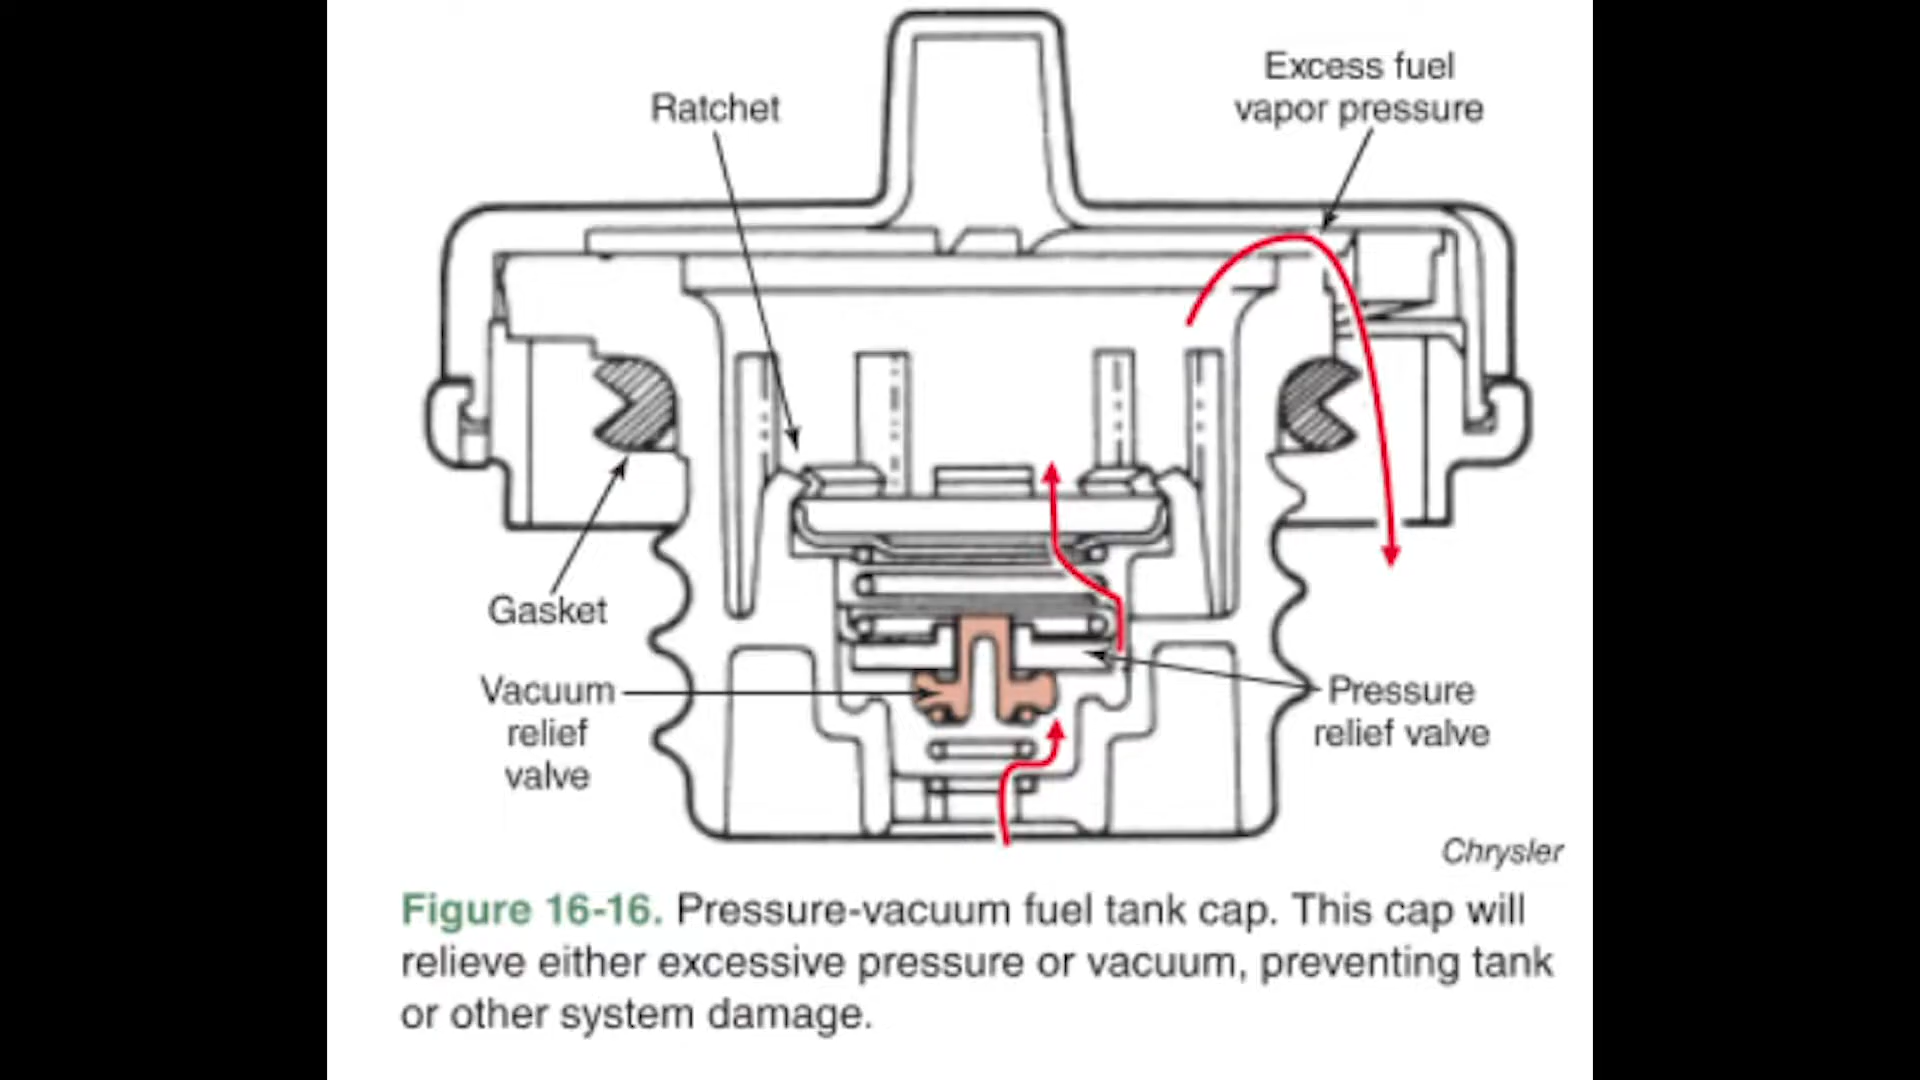 Excess fuel
vapor pressure
Ratchet
Gasket
Vacuum
relief
valve
Pressure
relief valve
Chrysler
Figure 16-16. Pressure-vacuum fuel tank cap. This cap will
relieve either excessive pressure or vacuum, preventing tank
or other system damage.